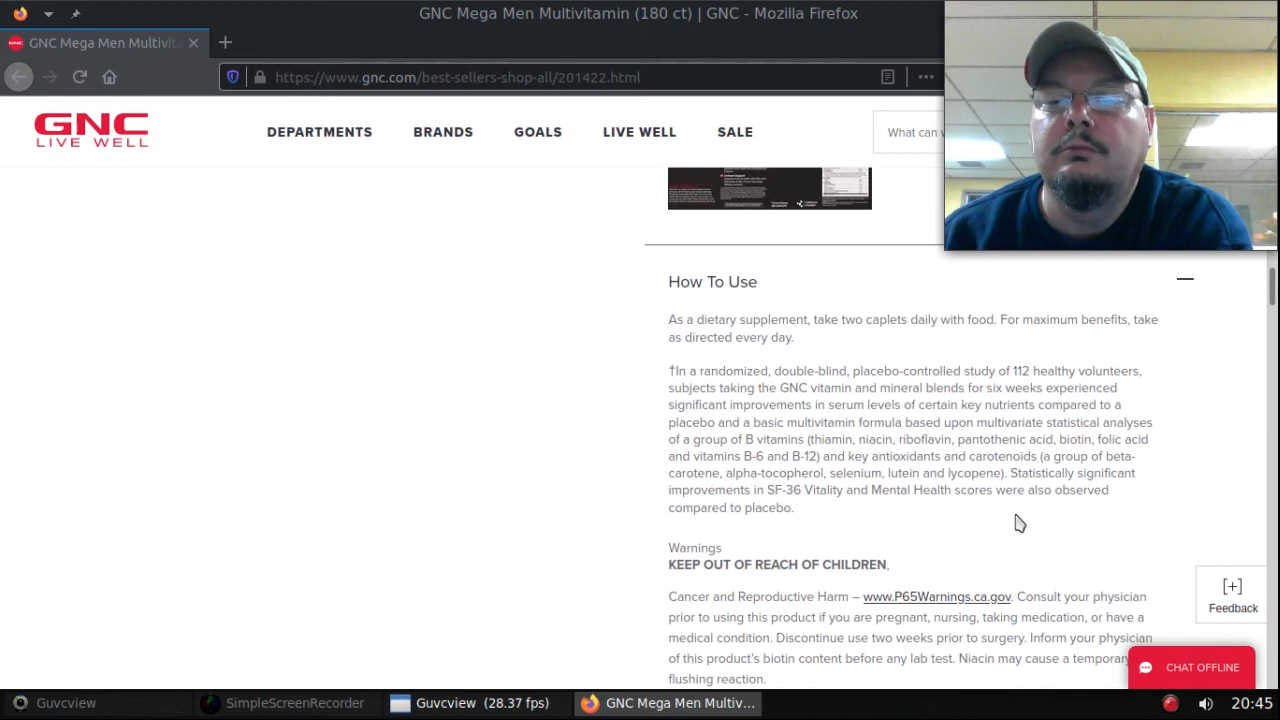 GNC Mega Men Multivitamin (180 ct) | GNC - Mozilla Firefox
GNC GNC Mega Men Multivit
https://www.gnc.com/best-sellers-shop-all/201422.html
GNC
LIVE WELL
DEPARTMENTS BRANDS GOALS LIVE WELL SALE
What can
How To Use
As a dietary supplement, take two caplets daily with food. For maximum benefits, take
as directed every day.
†In a randomized, double-blind, placebo-controlled study of 112 healthy volunteers,
subjects taking the GNC vitamin and mineral blends for six weeks experienced
significant improvements in serum levels of certain key nutrients compared to a
placebo and a basic multivitamin formula based upon multivariate statistical analyses
of a group of B vitamins (thiamin, niacin, riboflavin, pantothenic acid, biotin, folic acid
and vitamins B-6 and B-12) and key antioxidants and carotenoids (a group of beta-
carotene, alpha-tocopherol, selenium, lutein and lycopene). Statistically significant
improvements in SF-36 Vitality and Mental Health scores were also observed
compared to placebo.
Warnings
KEEP OUT OF REACH OF CHILDREN,
Cancer and Reproductive Harm – www.P65Warnings.ca.gov. Consult your physician
prior to using this product if you are pregnant, nursing, taking medication, or have a
medical condition. Discontinue use two weeks prior to surgery. Inform your physician
of this product's biotin content before any lab test. Niacin may cause a temporary
flushing reaction.
[+]
Feedback
CHAT OFFLINE
Guvcview SimpleScreenRecorder Guvcview (28.37 fps) GNC Mega Men Multiv... 20:45